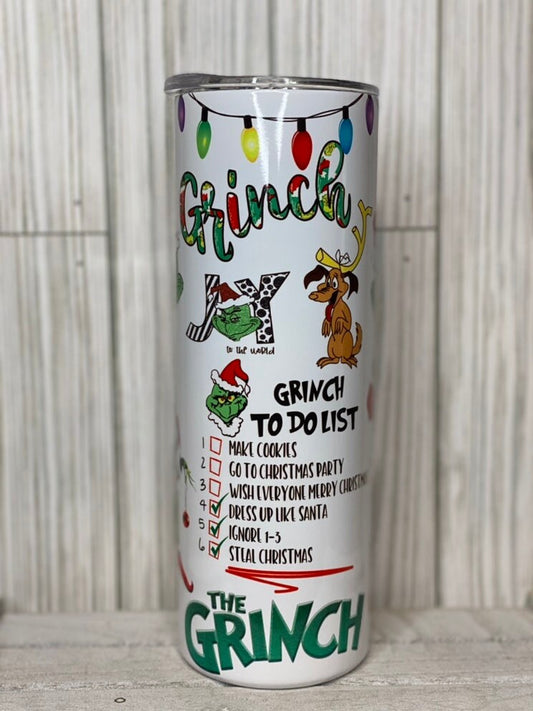 Grinch
JOY
to the world
GRINCH
TO DO LIST
1 MAKE COOKIES
2 GO TO CHRISTMAS PARTY
3 WISH EVERYONE MERRY
4 DRESS UP LIKE SANTA
5 IGNORE 1-3
6 STEAL CHRISTMAS
THE
GRINCH